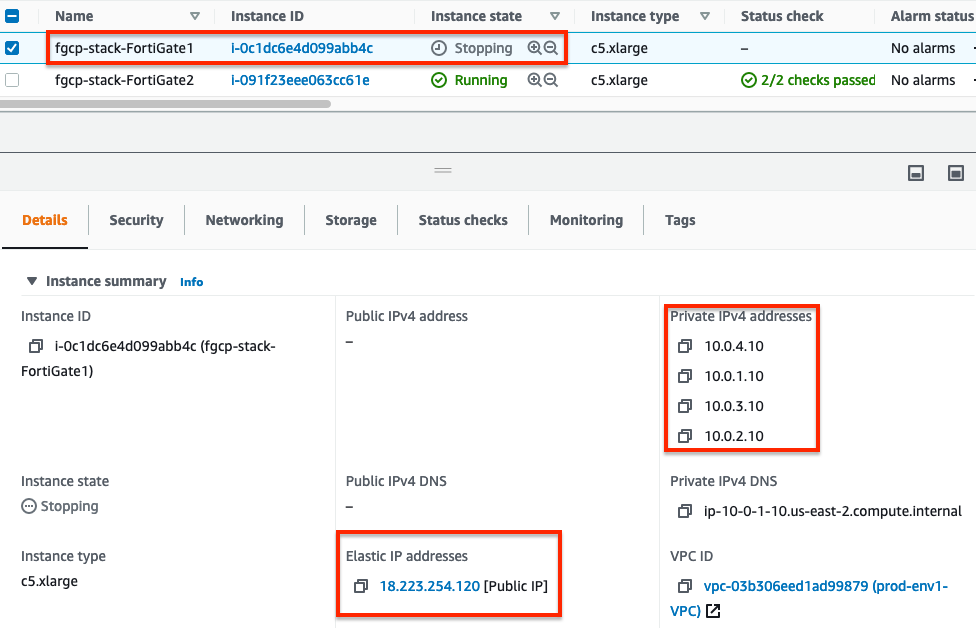 Name Instance ID Instance state Instance type Status check Alarm status
fgcp-stack-FortiGate1 i-0c1dc6e4d099abb4c Stopping c5.xlarge – No alarms
fgcp-stack-FortiGate2 i-091f23eee063cc61e Running c5.xlarge 2/2 checks passed No alarms
Details Security Networking Storage Status checks Monitoring Tags
Instance summary Info
Instance ID
i-0c1dc6e4d099abb4c (fgcp-stack-
FortiGate1)
Public IPv4 address
–
Private IPv4 addresses
10.0.4.10
10.0.1.10
10.0.3.10
10.0.2.10
Instance state
Stopping
Public IPv4 DNS
–
Private IPv4 DNS
ip-10-0-1-10.us-east-2.compute.internal
Instance type
c5.xlarge
Elastic IP addresses
18.223.254.120 [Public IP]
VPC ID
vpc-03b306eed1ad99879 (prod-env1-
VPC)